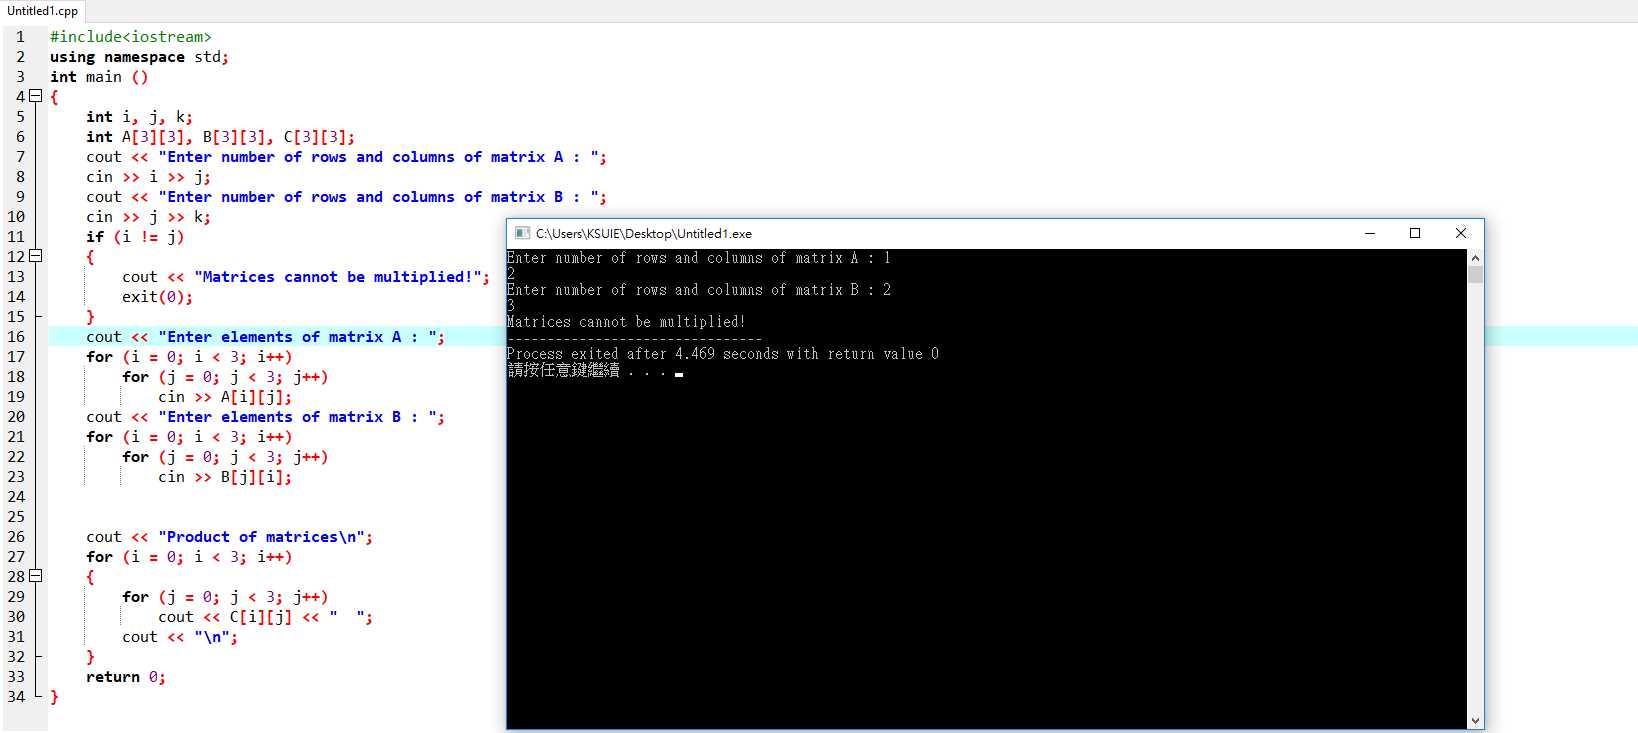 Untitled1.cpp
1 #include<iostream>
2 using namespace std;
3 int main ()
4 {
5     int i, j, k;
6     int A[3][3], B[3][3], C[3][3];
7     cout << "Enter number of rows and columns of matrix A : ";
8     cin >> i >> j;
9     cout << "Enter number of rows and columns of matrix B : ";
10     cin >> j >> k;
11     if (i != j)
12     {
13         cout << "Matrices cannot be multiplied!";
14         exit(0);
15     }
16     cout << "Enter elements of matrix A : ";
17     for (i = 0; i < 3; i++)
18         for (j = 0; j < 3; j++)
19             cin >> A[i][j];
20     cout << "Enter elements of matrix B : ";
21     for (i = 0; i < 3; i++)
22         for (j = 0; j < 3; j++)
23             cin >> B[j][i];
24
25
26     cout << "Product of matrices\n";
27     for (i = 0; i < 3; i++)
28     {
29         for (j = 0; j < 3; j++)
30             cout << C[i][j] << "  ";
31         cout << "\n";
32     }
33     return 0;
34 }
C:\Users\KSUIE\Desktop\Untitled1.exe
Enter number of rows and columns of matrix A : 1
2
Enter number of rows and columns of matrix B : 2
3
Matrices cannot be multiplied!
--------------------------------
Process exited after 4.469 seconds with return value 0
請按任意鍵繼續 . . .